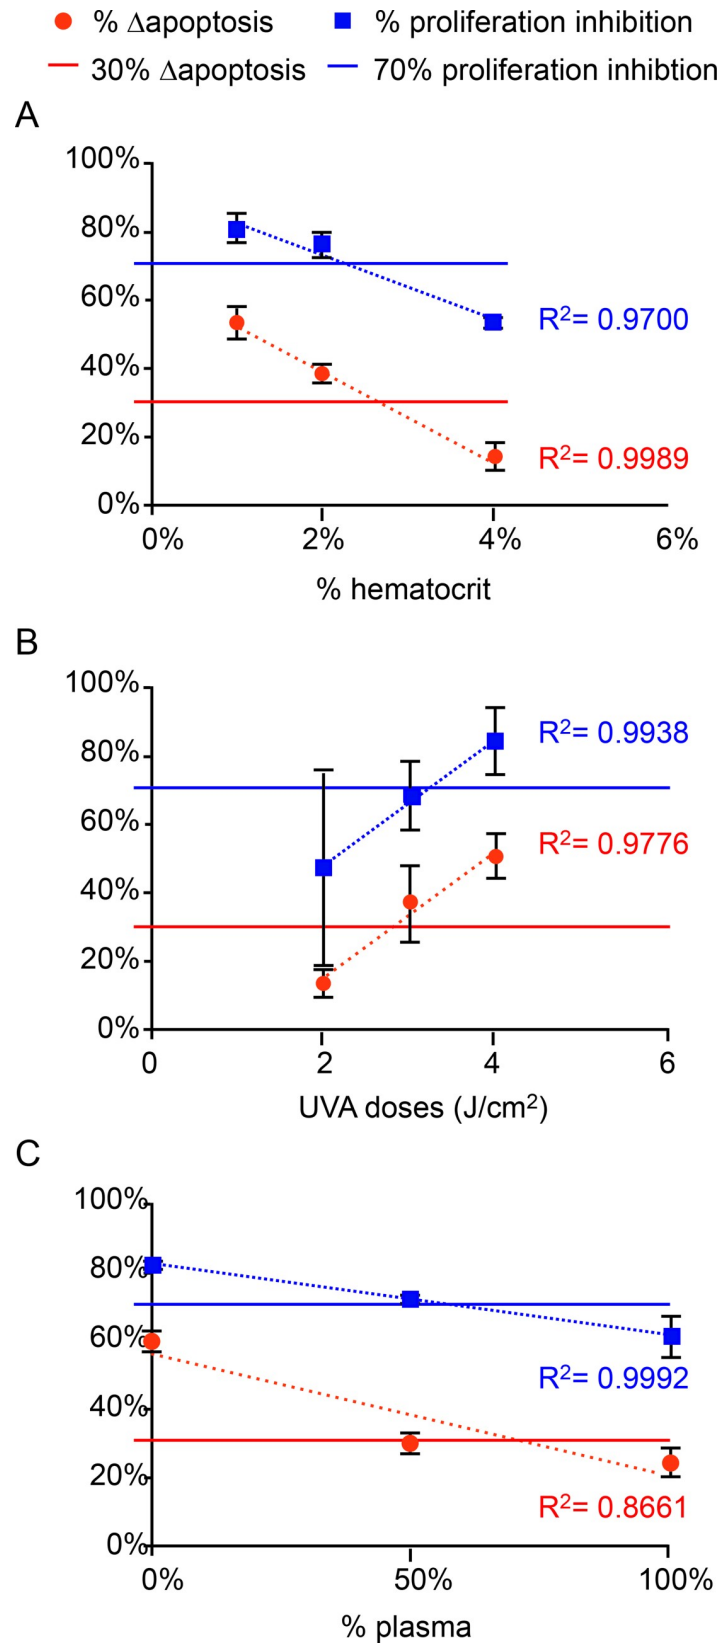 % Δapoptosis % proliferation inhibition
30% Δapoptosis 70% proliferation inhibtion
A
100%
80%
60%
40%
20%
0%
R²= 0.9700
R²= 0.9989
0% 2% 4% 6%
% hematocrit
B
100%
80%
60%
40%
20%
0%
R²= 0.9938
R²= 0.9776
0 2 4 6
UVA doses (J/cm²)
C
100%
80%
60%
40%
20%
0%
R²= 0.9992
R²= 0.8661
0% 50% 100%
% plasma